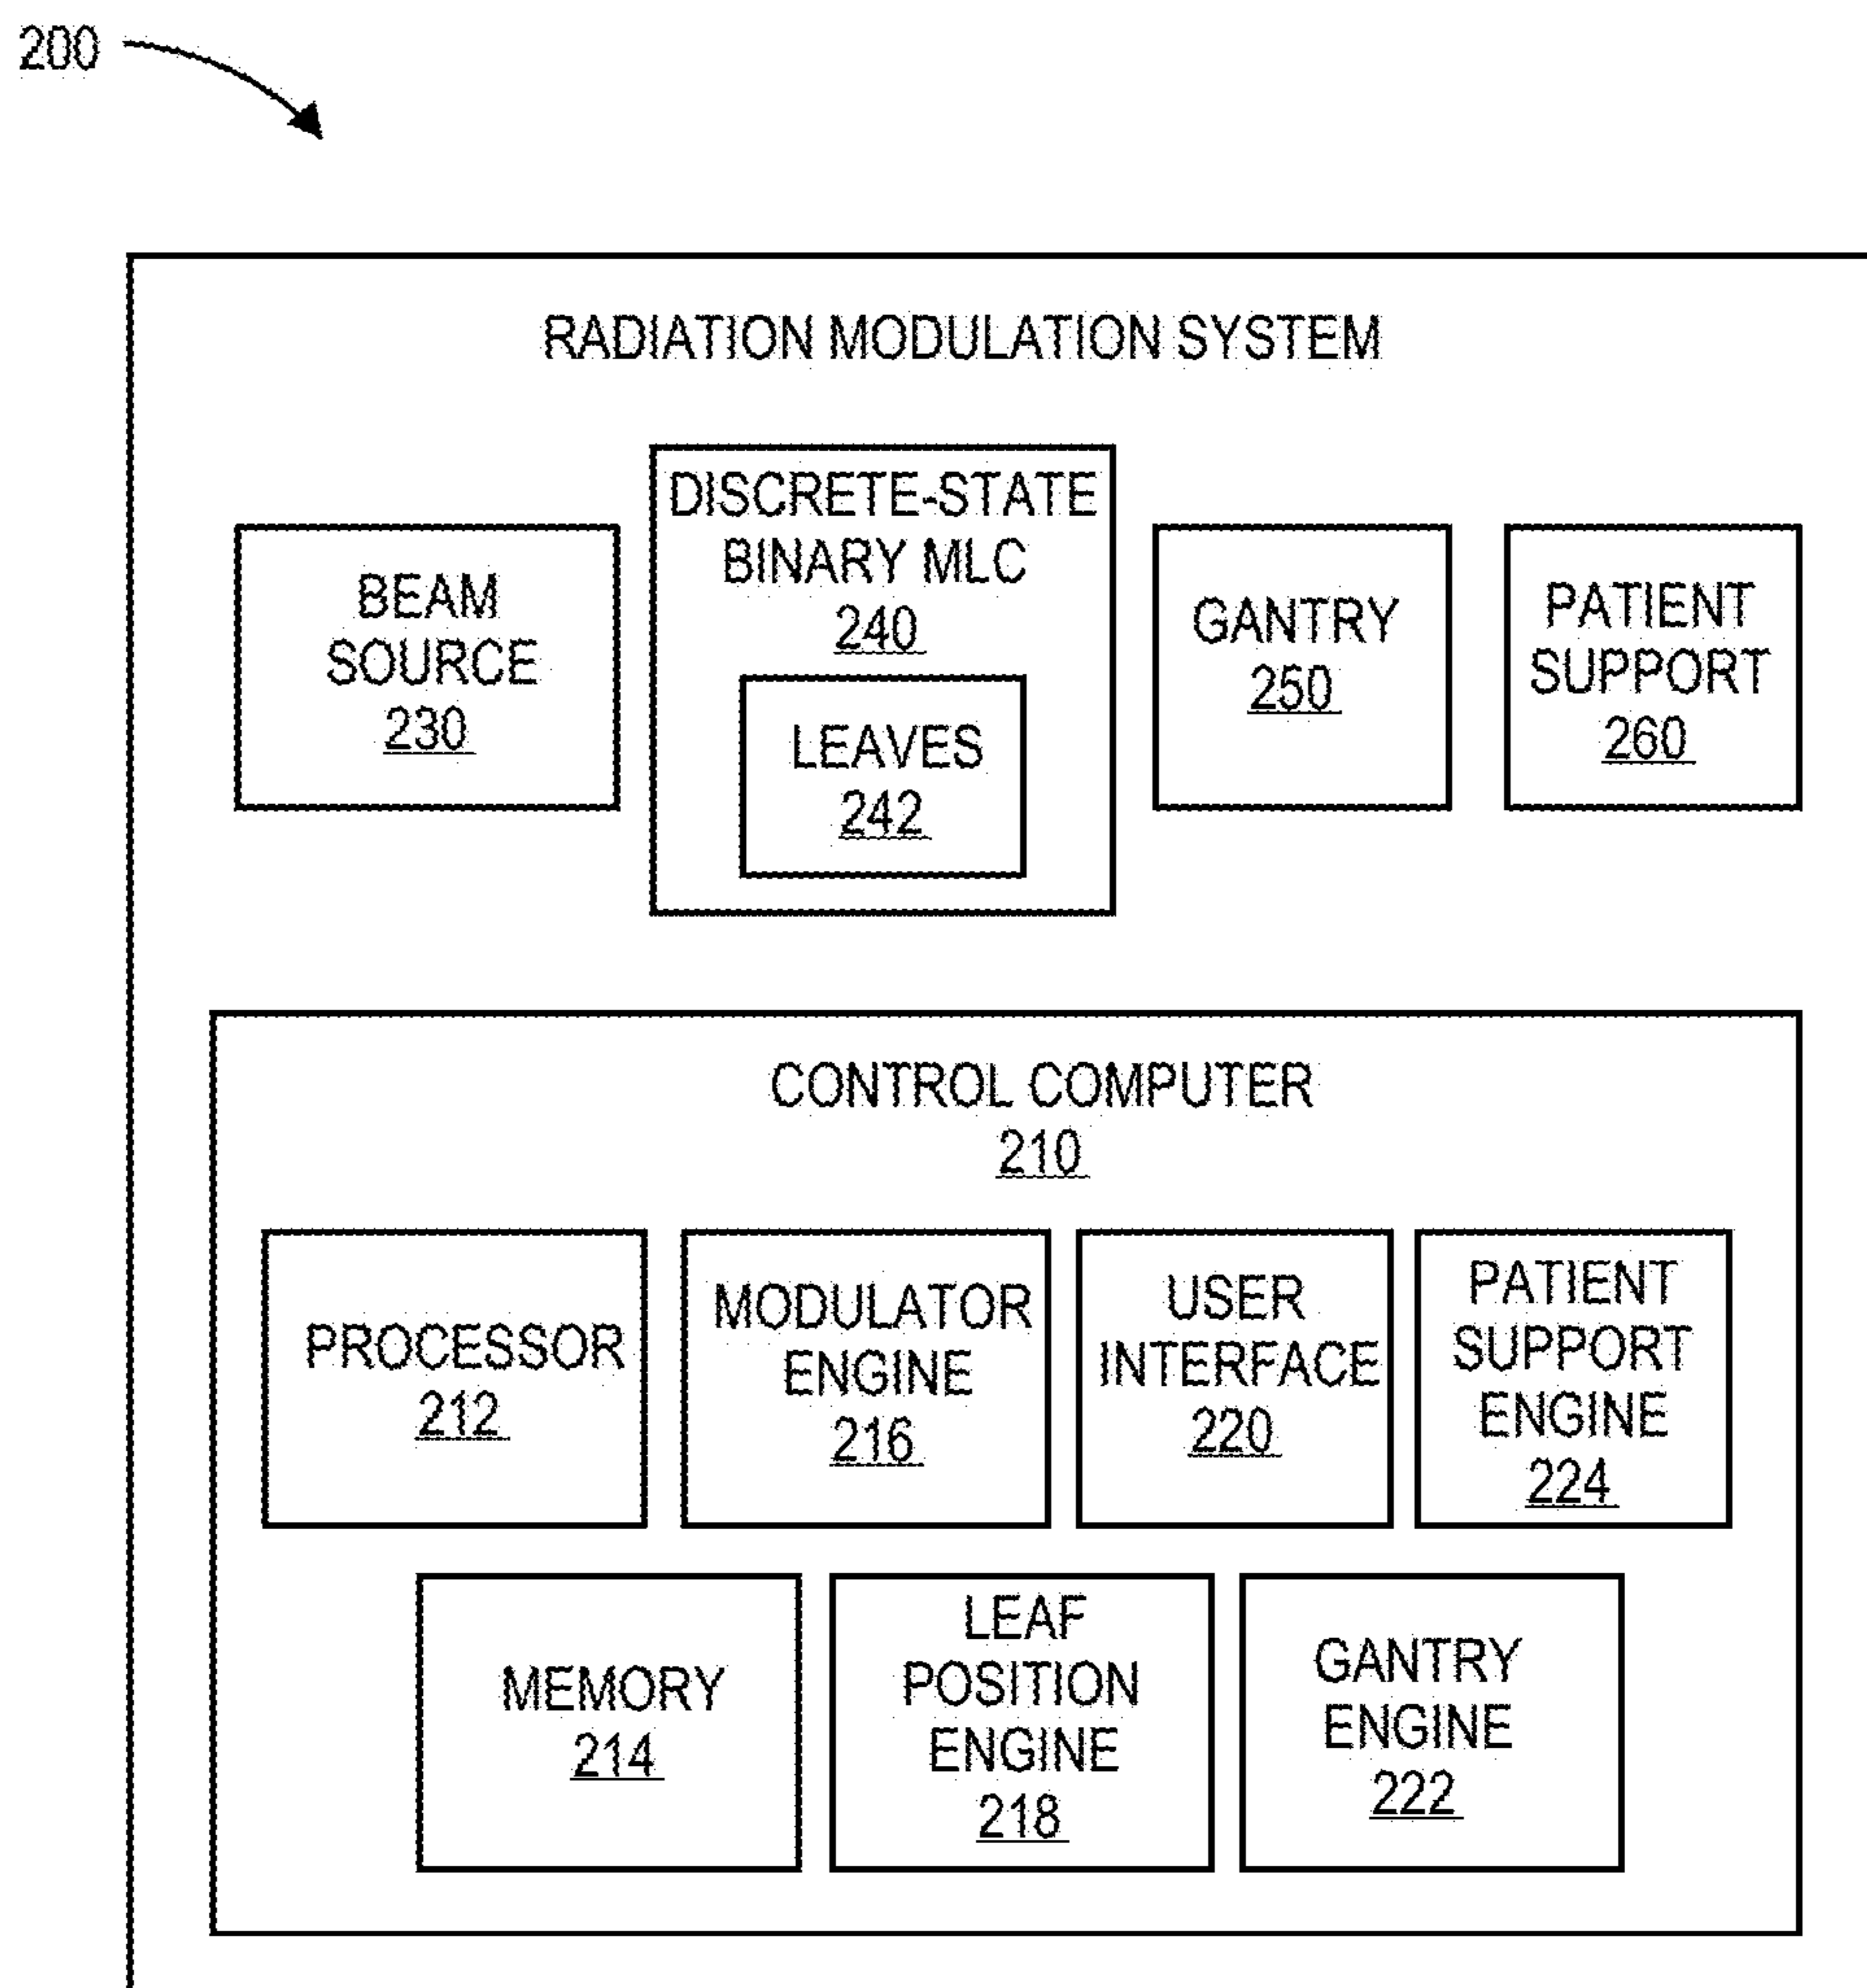 200
RADIATION MODULATION SYSTEM
BEAM
SOURCE
230
DISCRETE-STATE
BINARY MLC
240
LEAVES
242
GANTRY
250
PATIENT
SUPPORT
260
CONTROL COMPUTER
210
PROCESSOR
212
MODULATOR
ENGINE
216
USER
INTERFACE
220
PATIENT
SUPPORT
ENGINE
224
MEMORY
214
LEAF
POSITION
ENGINE
218
GANTRY
ENGINE
222